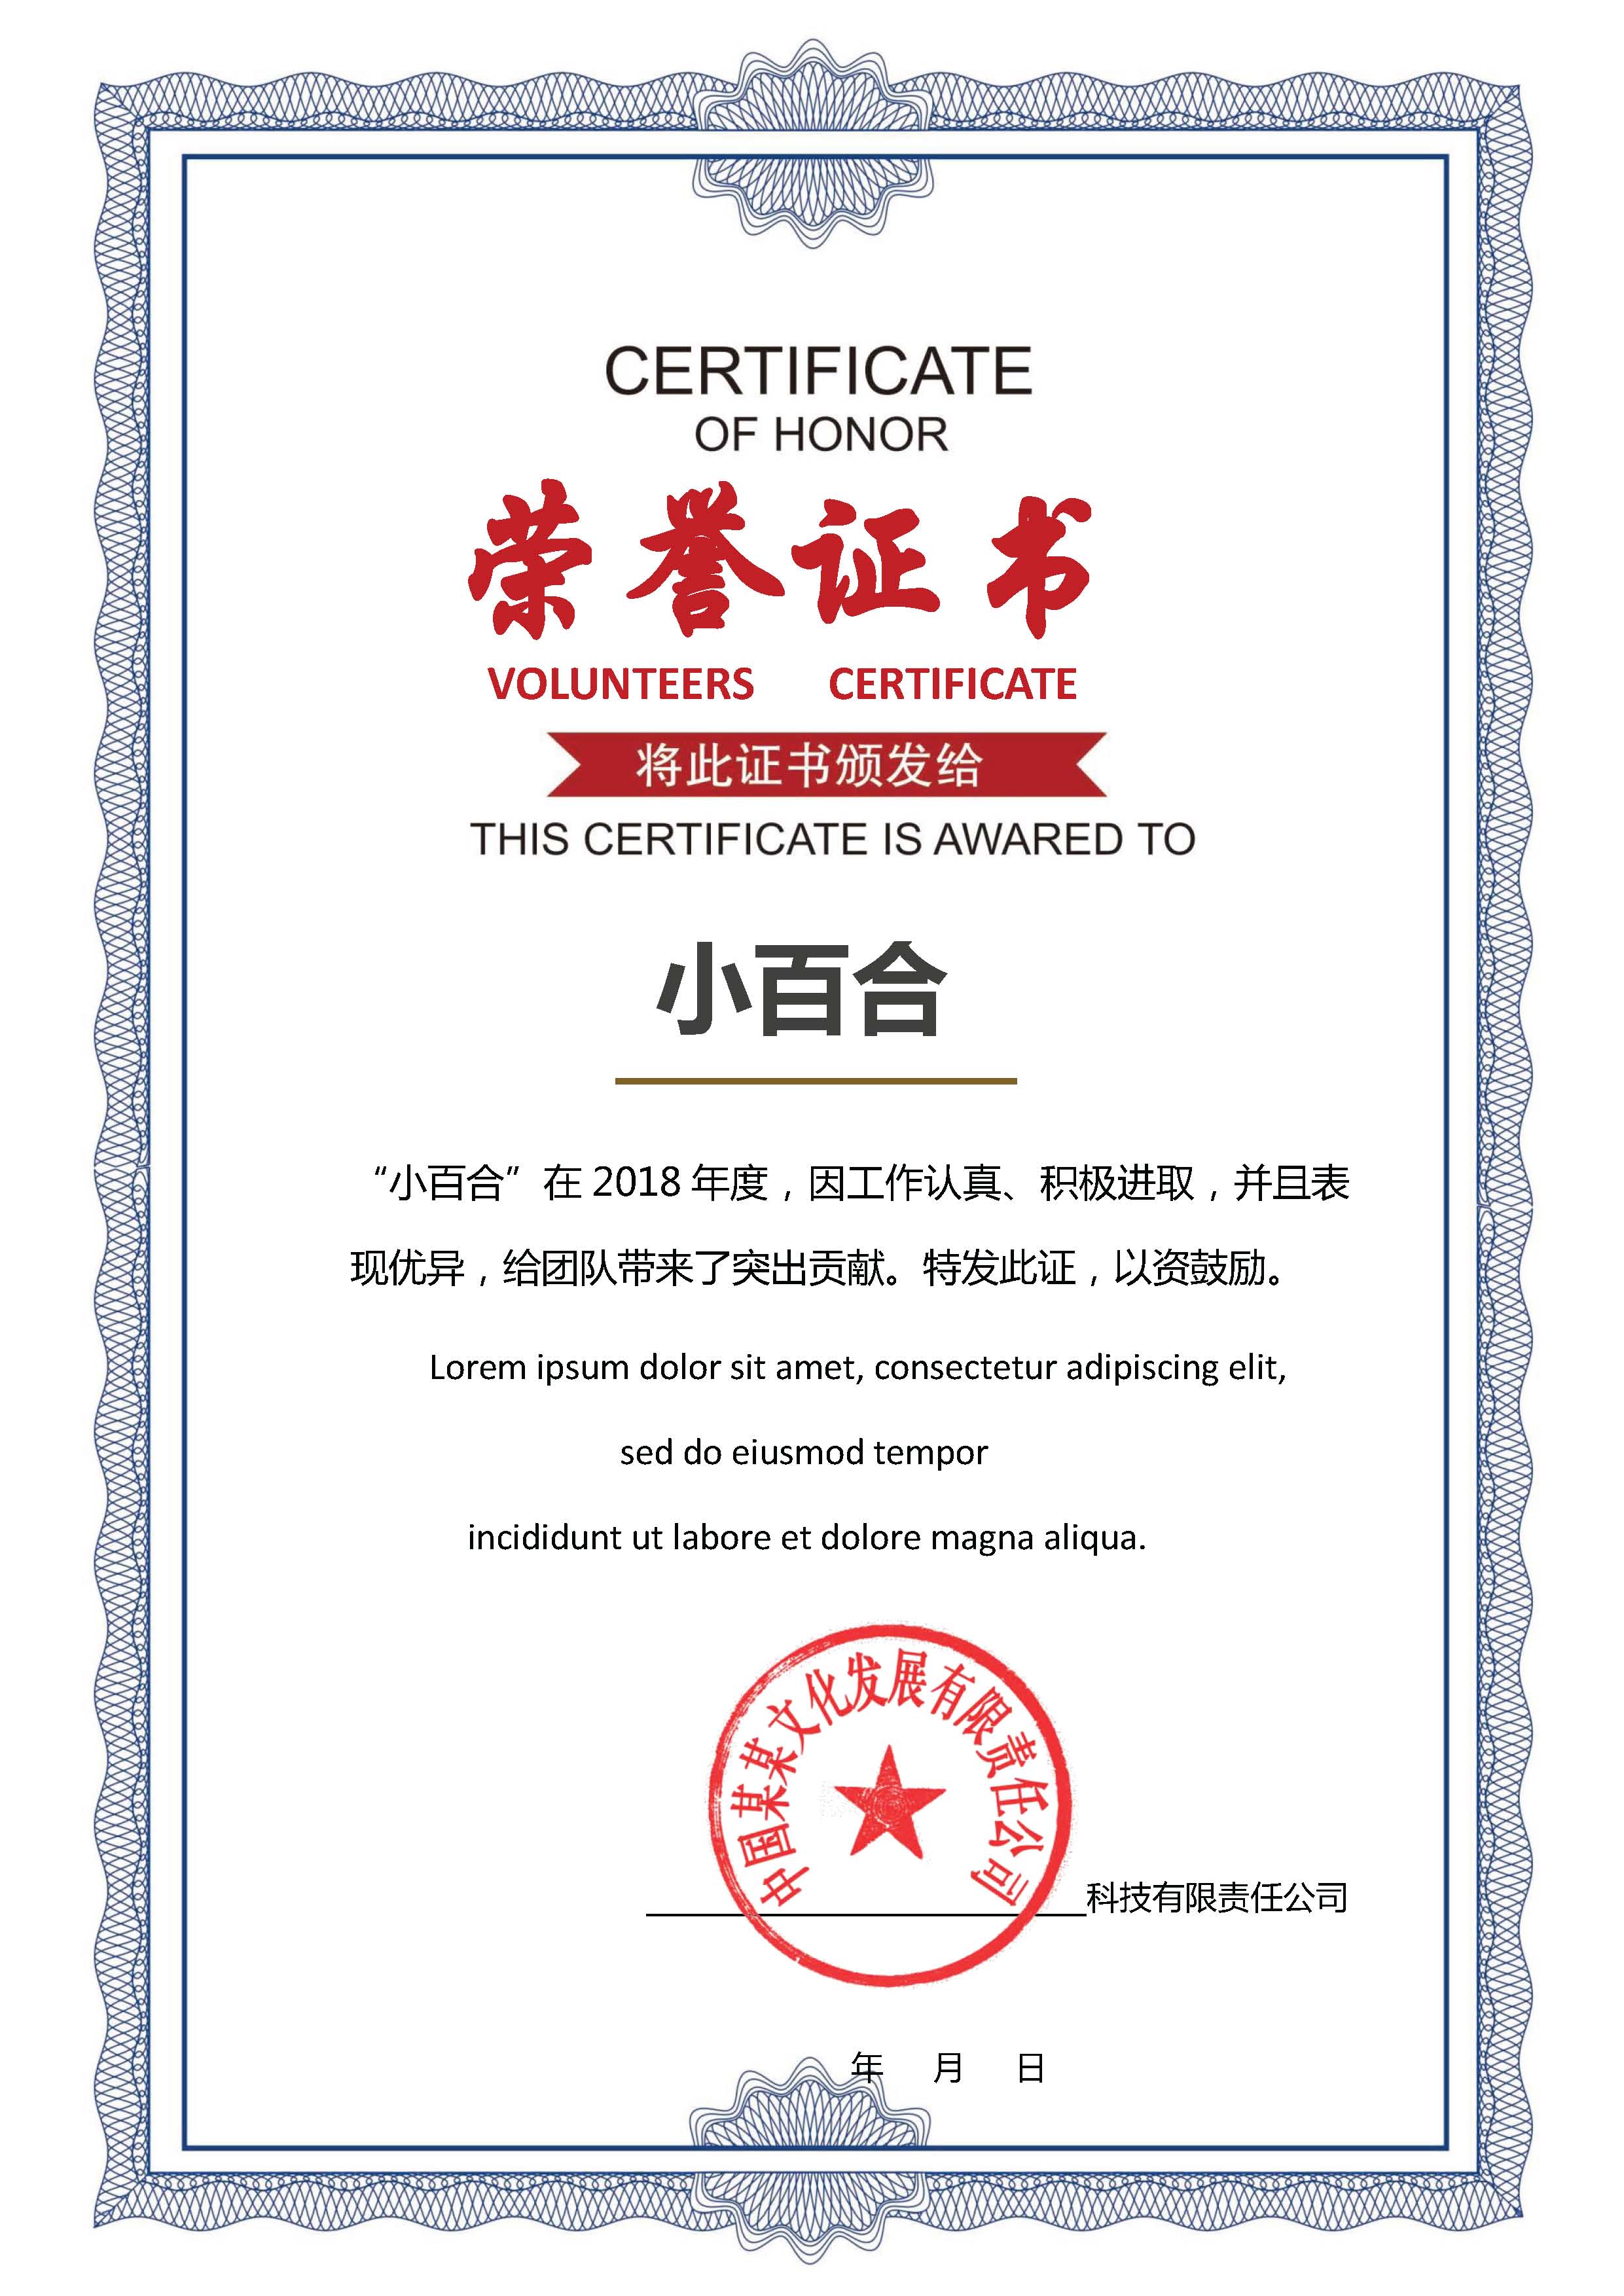 CERTIFICATE
OF HONOR
荣誉证书
VOLUNTEERS CERTIFICATE
将此证书颁发给
THIS CERTIFICATE IS AWARED TO
小百合
“小百合”在 2018 年度，因工作认真、积极进取，并且表
现优异，给团队带来了突出贡献。特发此证，以资鼓励。
Lorem ipsum dolor sit amet, consectetur adipiscing elit,
sed do eiusmod tempor
incididunt ut labore et dolore magna aliqua.
中国某某文化发展有限责任公司
科技有限责任公司
年 月 日